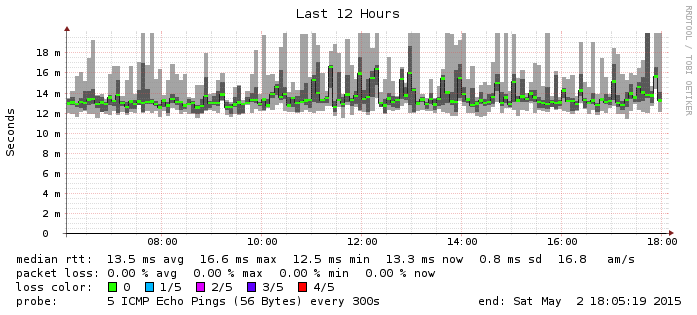 Last 12 Hours
RRDTOOL / TOBI OETIKER
Seconds
18 m
16 m
14 m
12 m
10 m
8 m
6 m
4 m
2 m
0
08:00 10:00 12:00 14:00 16:00 18:00
median rtt: 13.5 ms avg 16.6 ms max 12.5 ms min 13.3 ms now 0.8 ms sd 16.8 am/s
packet loss: 0.00 % avg 0.00 % max 0.00 % min 0.00 % now
loss color: 0 1/5 2/5 3/5 4/5
probe: 5 ICMP Echo Pings (56 Bytes) every 300s end: Sat May 2 18:05:19 2015